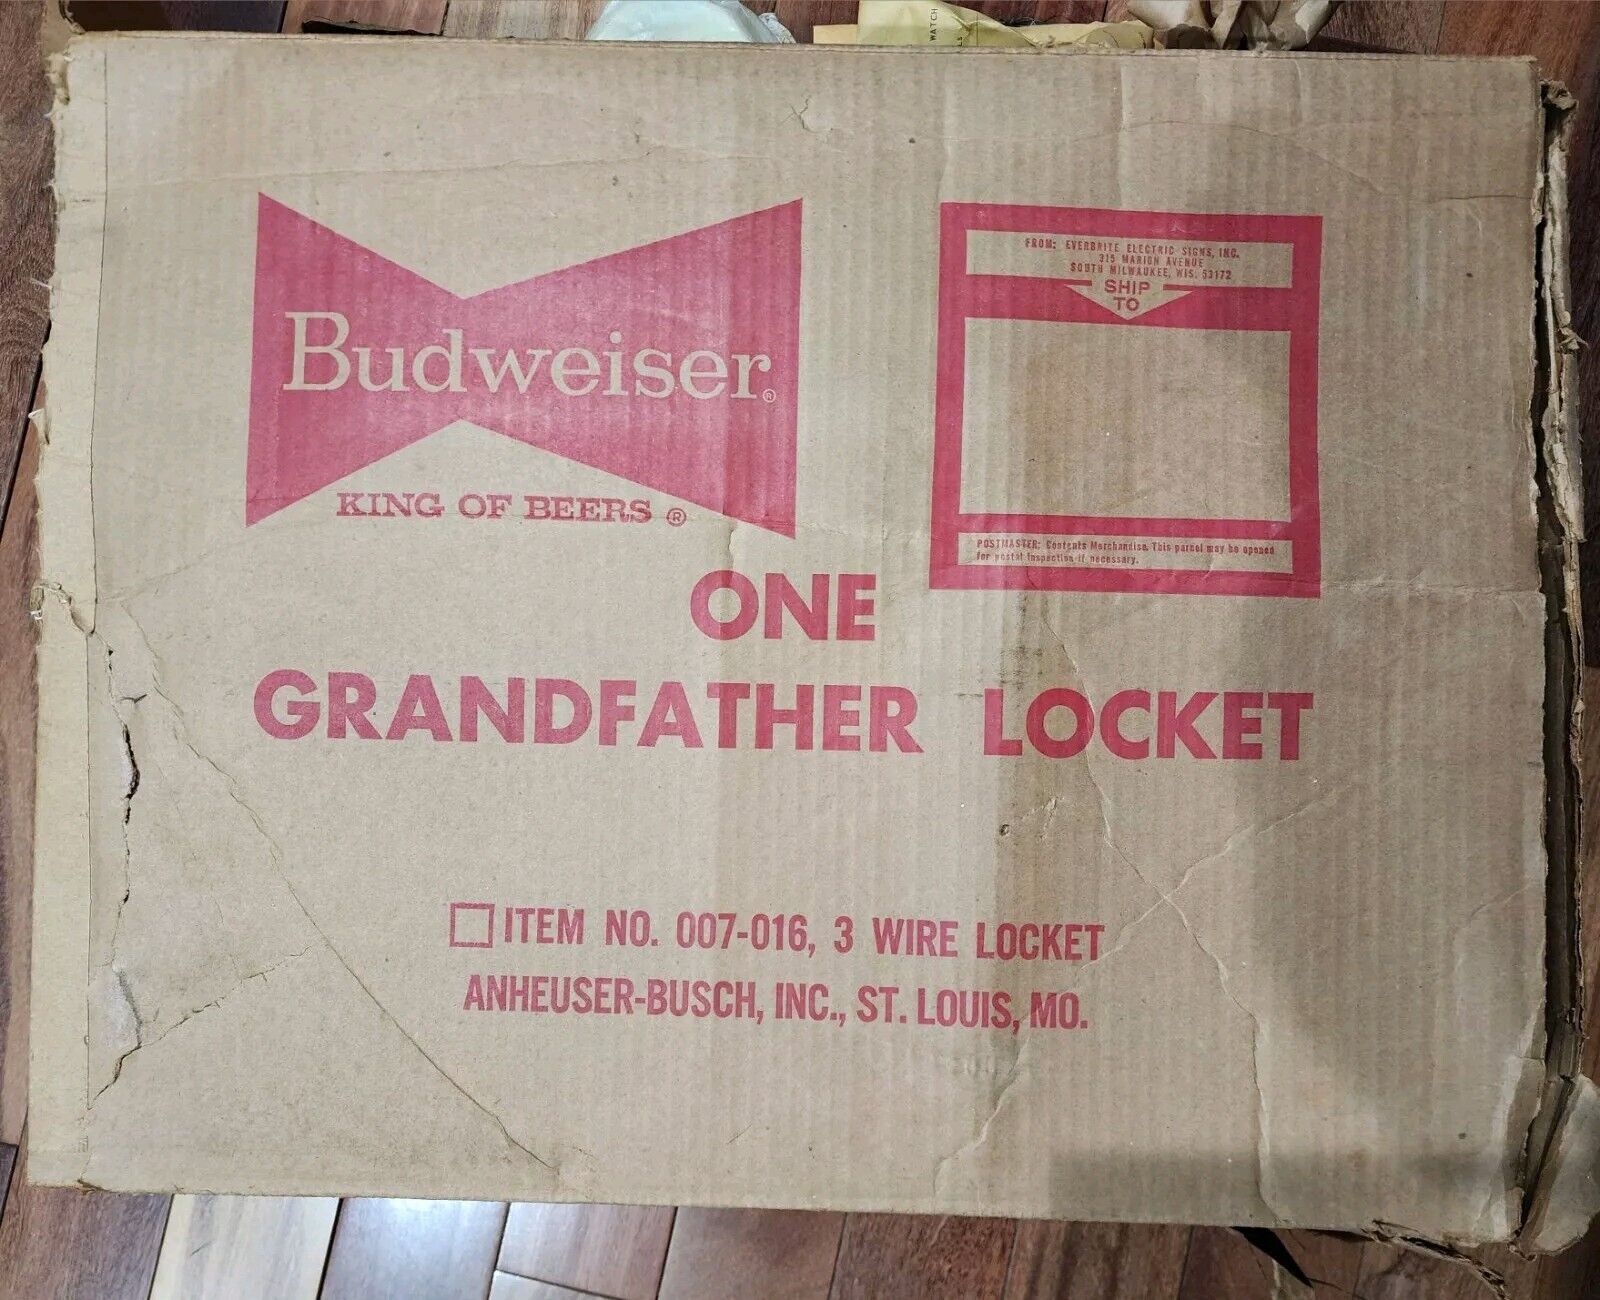 WATCH
Budweiser®
KING OF BEERS ®
FROM: EVERBRITE ELECTRIC SIGNS, INC.
315 MARION AVENUE
SOUTH MILWAUKEE, WIS. 53172
SHIP
TO
POSTMASTER: Contents Merchandise. This parcel may be opened
for postal inspection if necessary.
ONE
GRANDFATHER LOCKET
ITEM NO. 007-016, 3 WIRE LOCKET
ANHEUSER-BUSCH, INC., ST. LOUIS, MO.